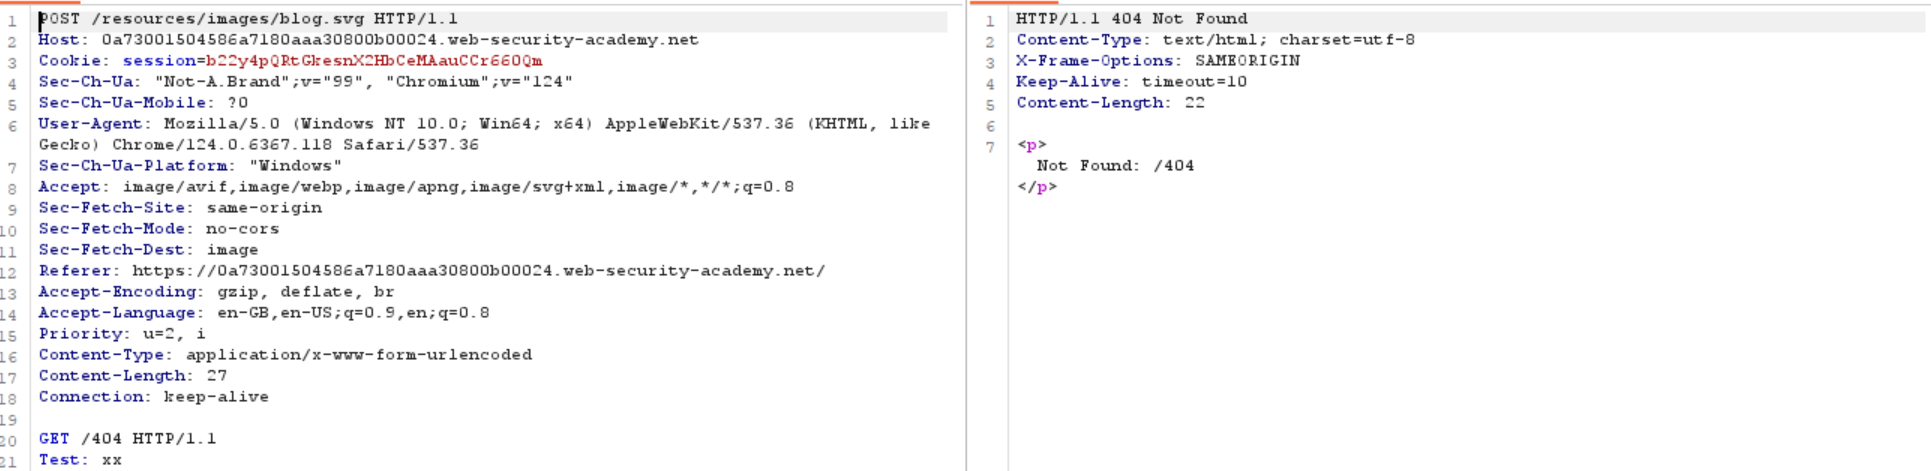 1 POST /resources/images/blog.svg HTTP/1.1
2 Host: 0a73001504586a7180aaa30800b00024.web-security-academy.net
3 Cookie: session=b22y4pQRtGkesnX2HbCeMAauCCr660Qm
4 Sec-Ch-Ua: "Not-A.Brand";v="99", "Chromium";v="124"
5 Sec-Ch-Ua-Mobile: ?0
6 User-Agent: Mozilla/5.0 (Windows NT 10.0; Win64; x64) AppleWebKit/537.36 (KHTML, like
Gecko) Chrome/124.0.6367.118 Safari/537.36
7 Sec-Ch-Ua-Platform: "Windows"
8 Accept: image/avif,image/webp,image/apng,image/svg+xml,image/*,*/*;q=0.8
9 Sec-Fetch-Site: same-origin
10 Sec-Fetch-Mode: no-cors
11 Sec-Fetch-Dest: image
12 Referer: https://0a73001504586a7180aaa30800b00024.web-security-academy.net/
13 Accept-Encoding: gzip, deflate, br
14 Accept-Language: en-GB,en-US;q=0.9,en;q=0.8
15 Priority: u=2, i
16 Content-Type: application/x-www-form-urlencoded
17 Content-Length: 27
18 Connection: keep-alive
19
20 GET /404 HTTP/1.1
21 Test: xx
1 HTTP/1.1 404 Not Found
2 Content-Type: text/html; charset=utf-8
3 X-Frame-Options: SAMEORIGIN
4 Keep-Alive: timeout=10
5 Content-Length: 22
6
7 <p>
Not Found: /404
</p>